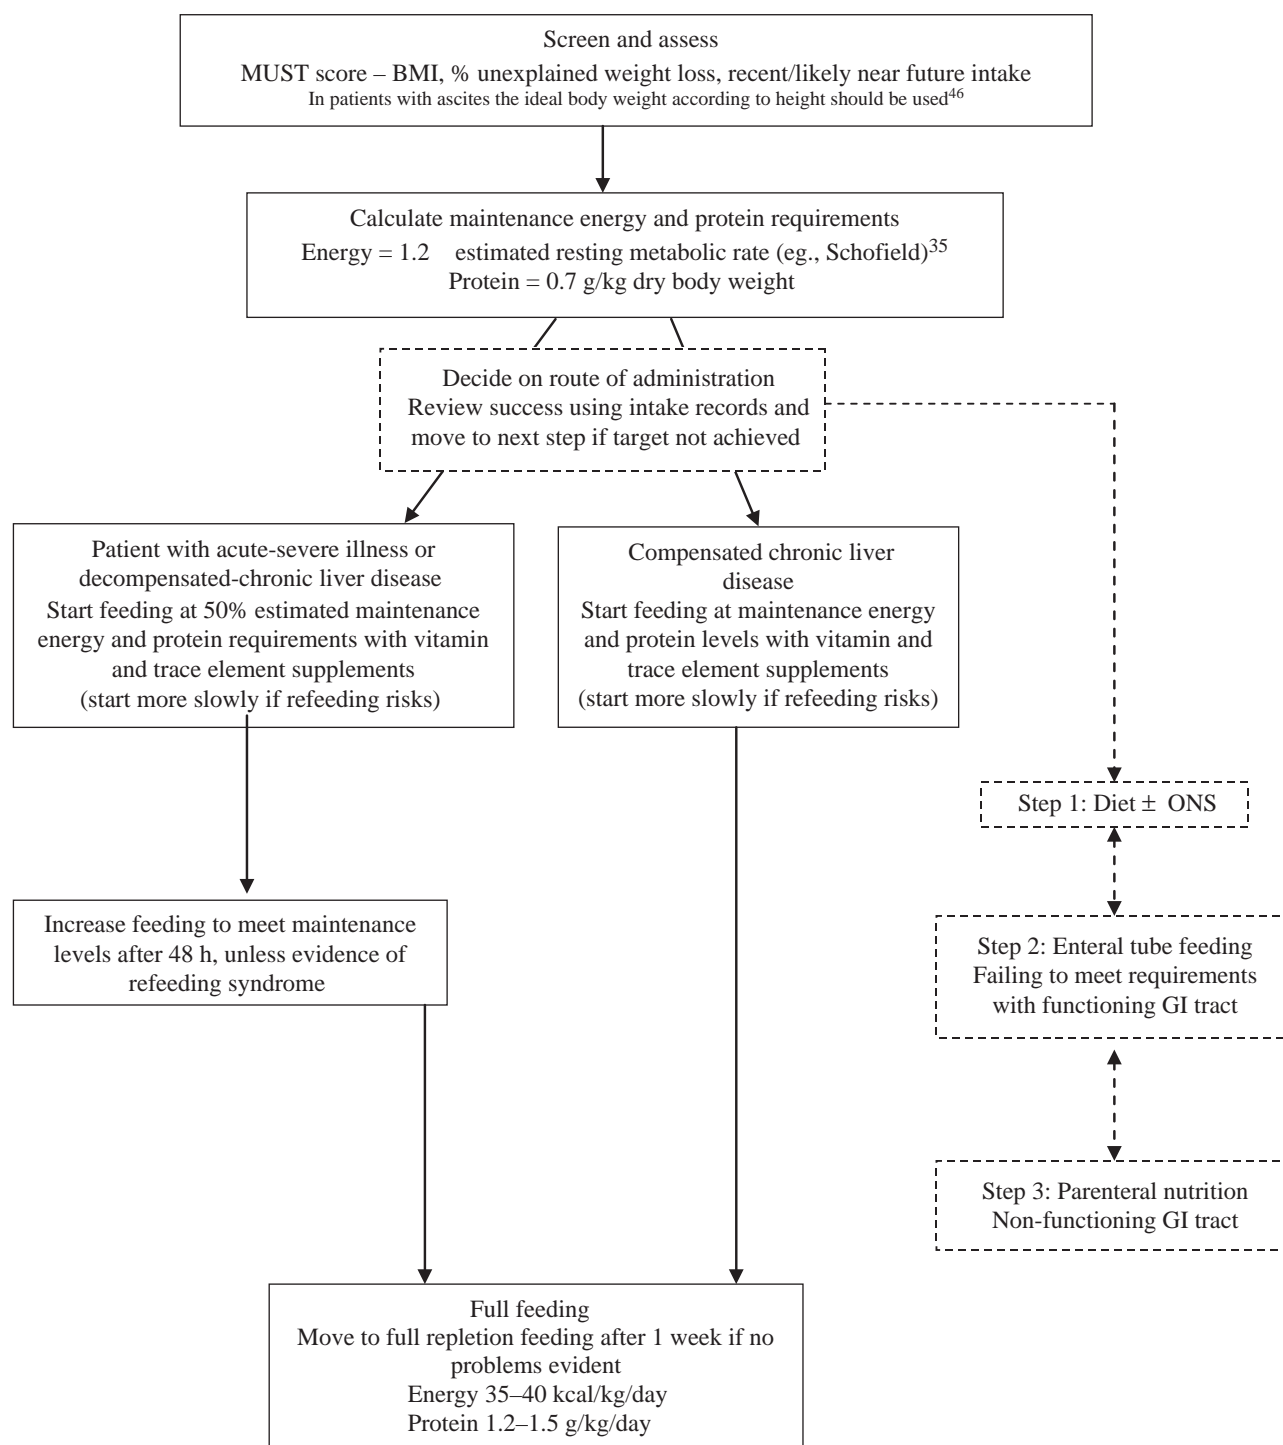 Screen and assess
MUST score – BMI, % unexplained weight loss, recent/likely near future intake
In patients with ascites the ideal body weight according to height should be used46
Calculate maintenance energy and protein requirements
Energy = 1.2 estimated resting metabolic rate (eg., Schofield)35
Protein = 0.7 g/kg dry body weight
Decide on route of administration
Review success using intake records and
move to next step if target not achieved
Patient with acute-severe illness or
decompensated-chronic liver disease
Start feeding at 50% estimated maintenance
energy and protein requirements with vitamin
and trace element supplements
(start more slowly if refeeding risks)
Compensated chronic liver
disease
Start feeding at maintenance energy
and protein levels with vitamin and
trace element supplements
(start more slowly if refeeding risks)
Step 1: Diet ± ONS
Increase feeding to meet maintenance
levels after 48 h, unless evidence of
refeeding syndrome
Step 2: Enteral tube feeding
Failing to meet requirements
with functioning GI tract
Step 3: Parenteral nutrition
Non-functioning GI tract
Full feeding
Move to full repletion feeding after 1 week if no
problems evident
Energy 35–40 kcal/kg/day
Protein 1.2–1.5 g/kg/day